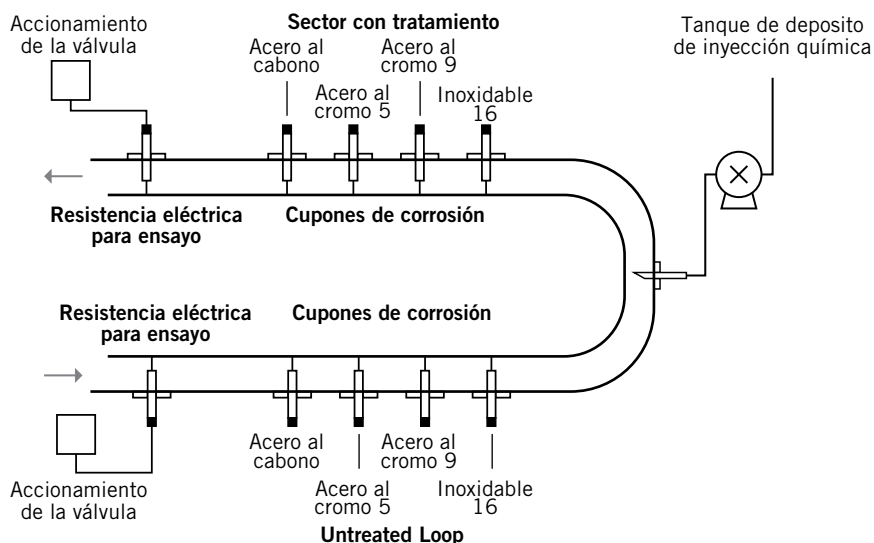 Accionamiento
de la válvula
Sector con tratamiento
Acero al
cabono
Acero al
cromo 5
Acero al
cromo 9
Inoxidable
16
Tanque de deposito
de inyección química
Resistencia eléctrica
para ensayo
Cupones de corrosión
Resistencia eléctrica
para ensayo
Cupones de corrosión
Acero al
cabono
Acero al
cromo 5
Acero al
cromo 9
Inoxidable
16
Accionamiento
de la válvula
Untreated Loop